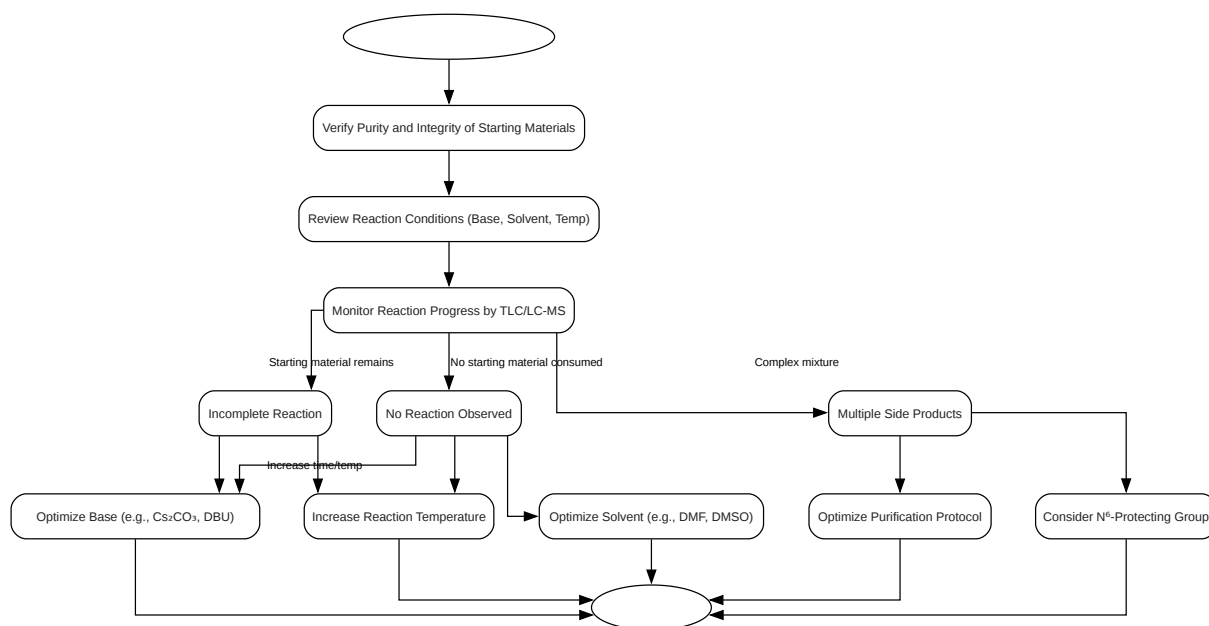 Verify Purity and Integrity of Starting Materials
Review Reaction Conditions (Base, Solvent, Temp)
Monitor Reaction Progress by TLC/LC-MS
Starting material remains
No starting material consumed
Complex mixture
Incomplete Reaction
No Reaction Observed
Multiple Side Products
Increase time/temp
Optimize Base (e.g., Cs₂CO₃, DBU)
Increase Reaction Temperature
Optimize Solvent (e.g., DMF, DMSO)
Optimize Purification Protocol
Consider N⁶-Protecting Group